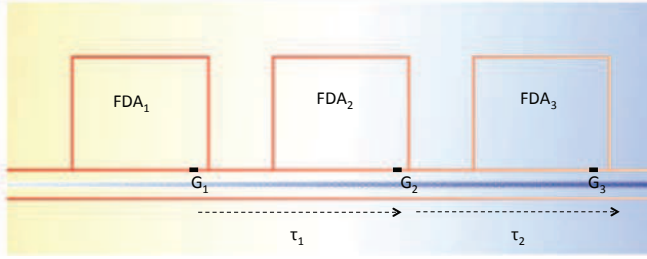 FDA₁ FDA₂ FDA₃
G₁ G₂ G₃
τ₁ τ₂